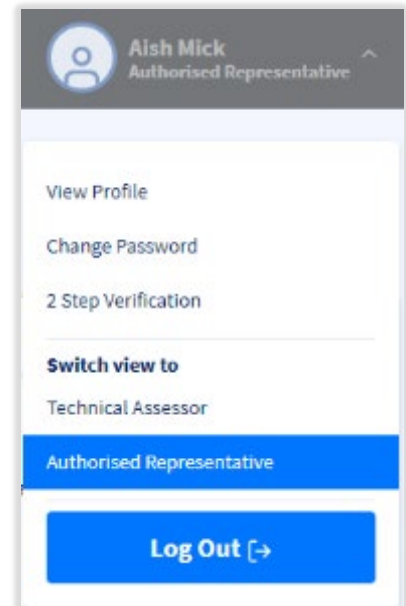 Aish Mick
Authorised Representative
View Profile
Change Password
2 Step Verification
Switch view to
Technical Assessor
Authorised Representative
Log Out